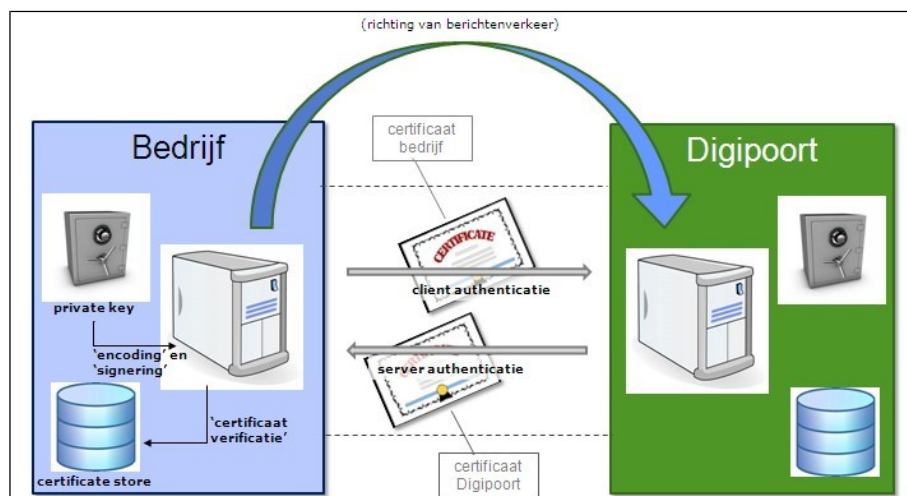 (richting van berichtenverkeer)
Bedrijf
certificaat
bedrijf
Digipoort
CERTIFICATE
client authenticatie
private key
'encoding' en
'signering'
server authenticatie
'certificaat
verificatie'
certificate store
certificaat
Digipoort